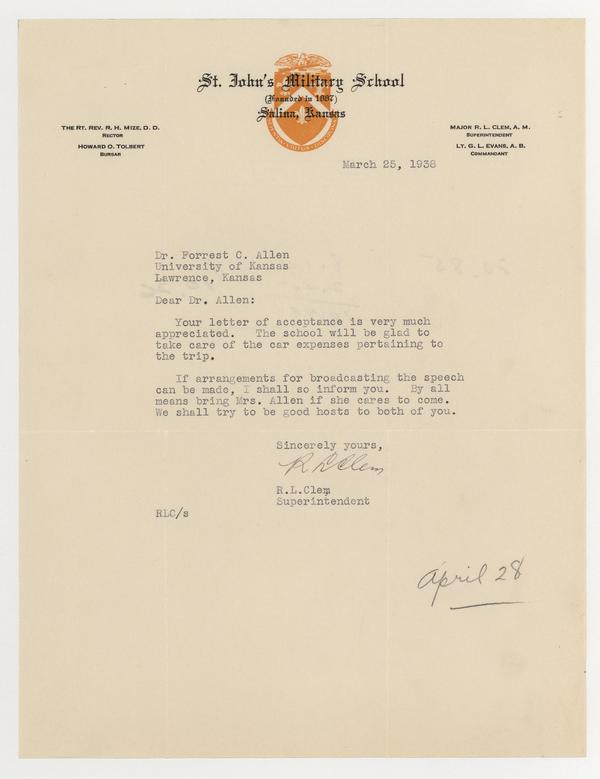 St. John's Military School
(Founded in 1887)
Salina, Kansas
THE RT. REV. R. H. MIZE, D. D.
RECTOR
HOWARD O. TOLBERT
BURSAR
MAJOR R. L. CLEM, A. M.
SUPERINTENDENT
LT. G. L. EVANS, A. B.
COMMANDANT
March 25, 1938
Dr. Forrest C. Allen
University of Kansas
Lawrence, Kansas
Dear Dr. Allen:
Your letter of acceptance is very much
appreciated. The school will be glad to
take care of the car expenses pertaining to
the trip.
If arrangements for broadcasting the speech
can be made, I shall so inform you. By all
means bring Mrs. Allen if she cares to come.
We shall try to be good hosts to both of you.
Sincerely yours,
R L Clem
R.L.Clem
Superintendent
RLC/s
April 28